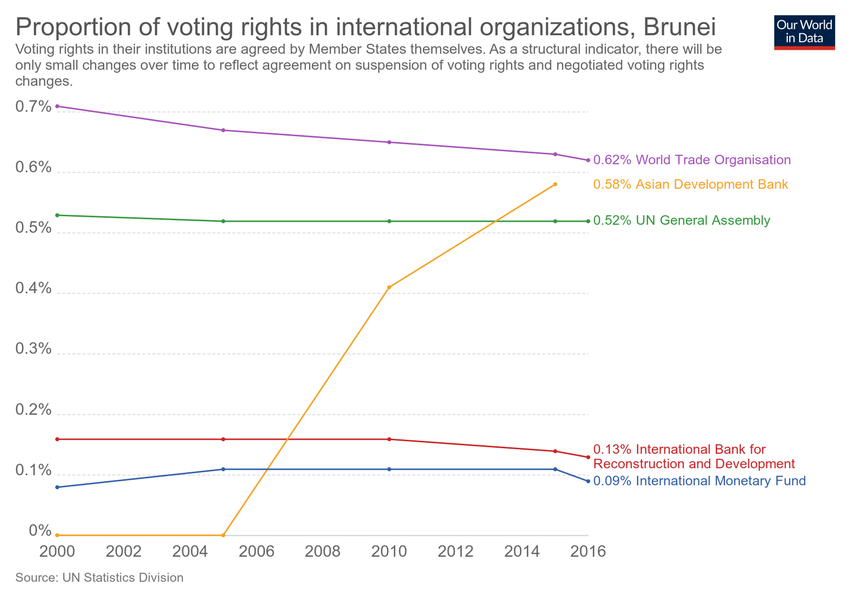 Proportion of voting rights in international organizations, Brunei
Our World
in Data
Voting rights in their institutions are agreed by Member States themselves. As a structural indicator, there will be
only small changes over time to reflect agreement on suspension of voting rights and negotiated voting rights
changes.
0.7%
0.6%
0.5%
0.4%
0.3%
0.2%
0.1%
0%
0.62% World Trade Organisation
0.58% Asian Development Bank
0.52% UN General Assembly
0.13% International Bank for
Reconstruction and Development
0.09% International Monetary Fund
2000 2002 2004 2006 2008 2010 2012 2014 2016
Source: UN Statistics Division